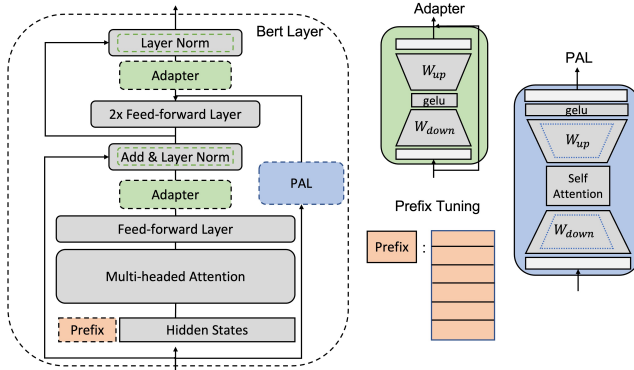 Bert Layer
Layer Norm
Adapter
2x Feed-forward Layer
Add & Layer Norm
PAL
Adapter
Feed-forward Layer
Multi-headed Attention
Prefix
Hidden States
Adapter
W_up
gelu
W_down
Prefix Tuning
Prefix :
PAL
gelu
W_up
Self
Attention
W_down